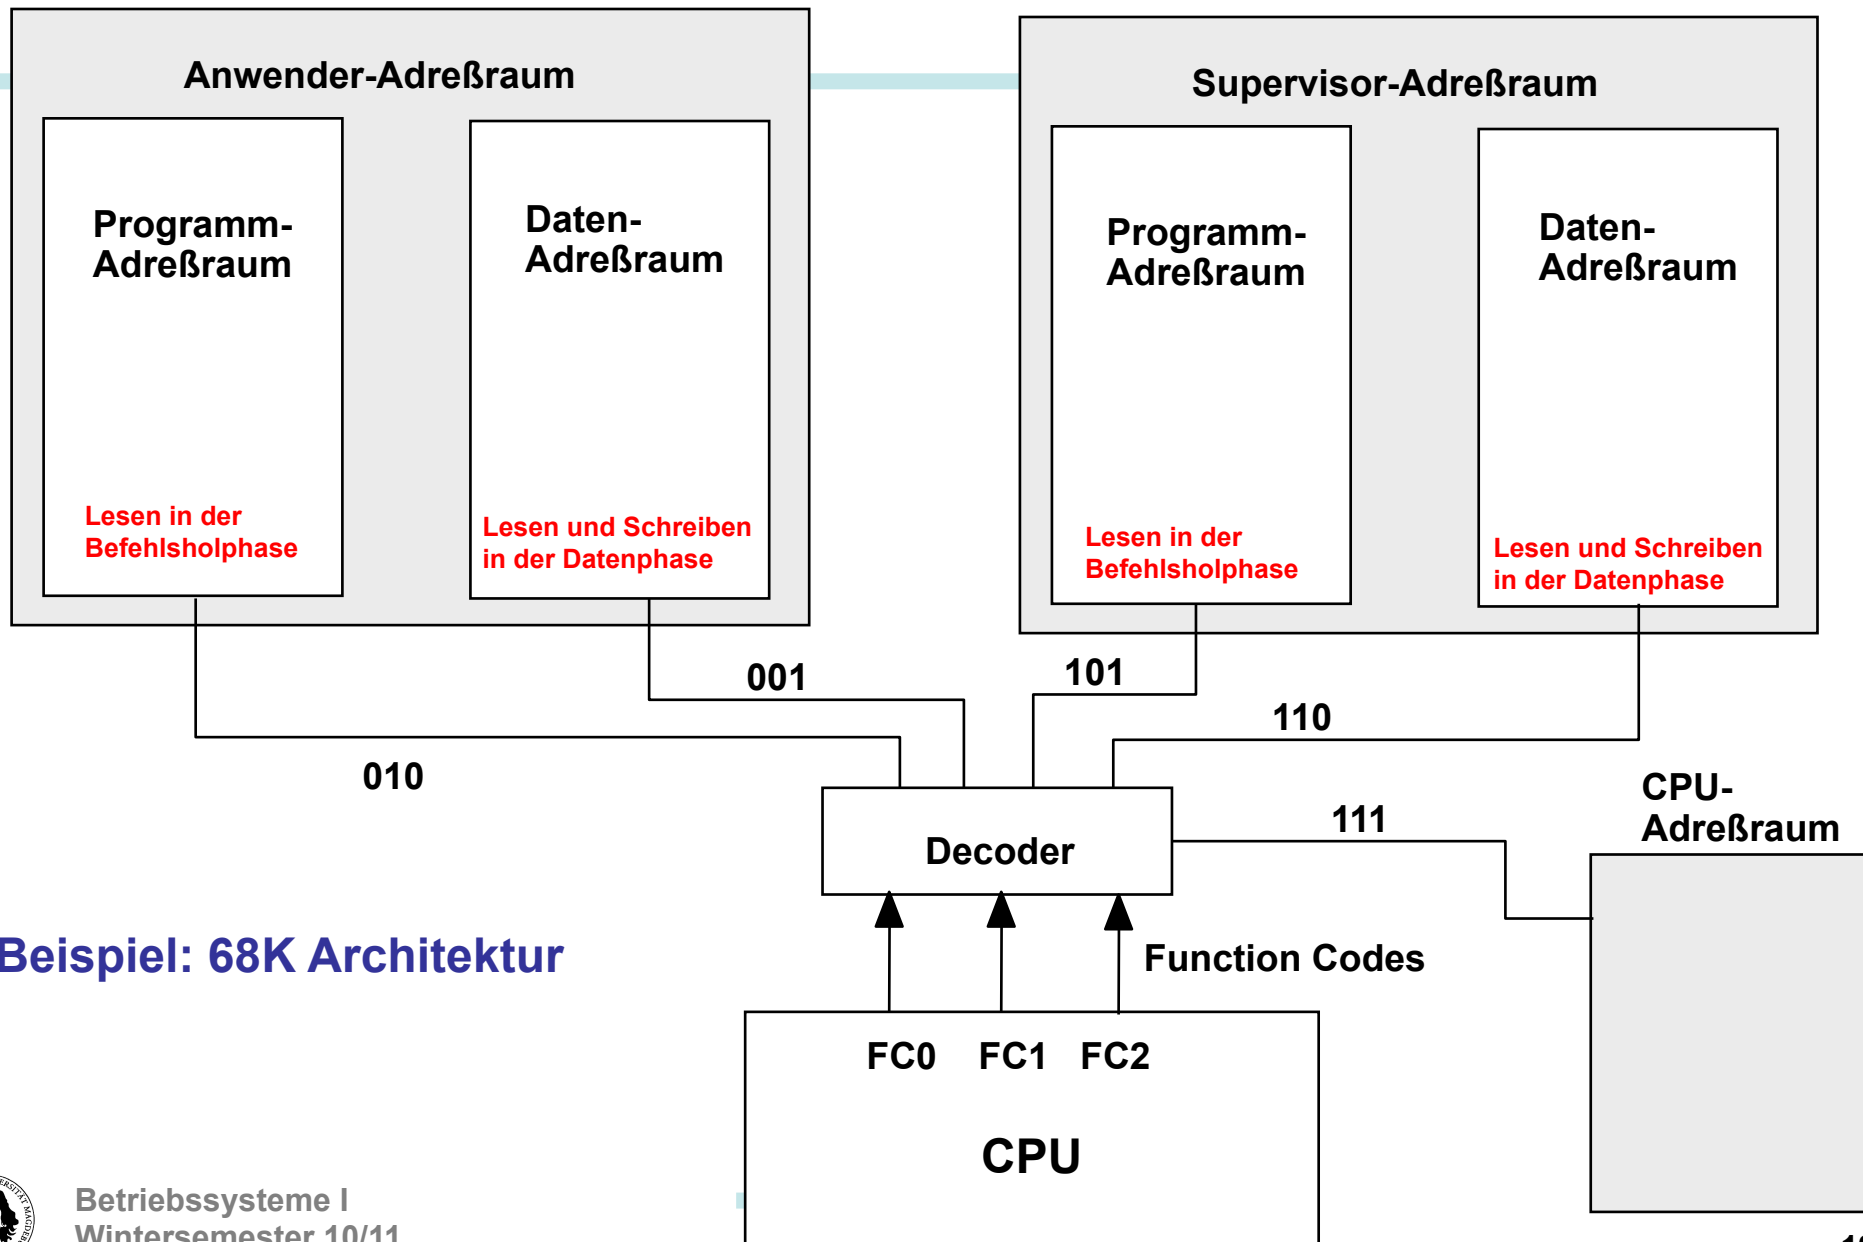 Anwender-Adreßraum
Programm-
Adreßraum
Daten-
Adreßraum
Lesen in der
Befehlsholphase
Lesen und Schreiben
in der Datenphase
Supervisor-Adreßraum
Programm-
Adreßraum
Daten-
Adreßraum
Lesen in der
Befehlsholphase
Lesen und Schreiben
in der Datenphase
001
101
110
010
111
CPU-
Adreßraum
Decoder
Beispiel: 68K Architektur
Function Codes
FC0 FC1 FC2
CPU
Betriebssysteme I
Wintersemester 10/11